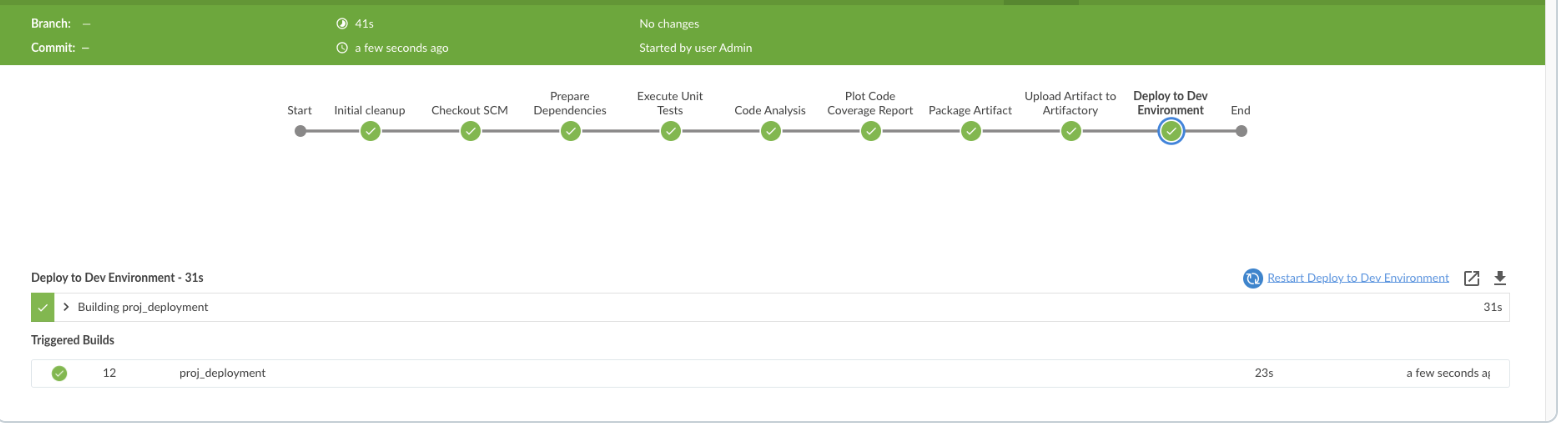 Branch: —
41s
No changes
Commit: —
a few seconds ago
Started by user Admin
Start
Initial cleanup
Checkout SCM
Prepare
Dependencies
Execute Unit
Tests
Code Analysis
Plot Code
Coverage Report
Package Artifact
Upload Artifact to
Artifactory
Deploy to Dev
Environment
End
Deploy to Dev Environment - 31s
Restart Deploy to Dev Environment
Building proj_deployment
31s
Triggered Builds
12
proj_deployment
23s
a few seconds